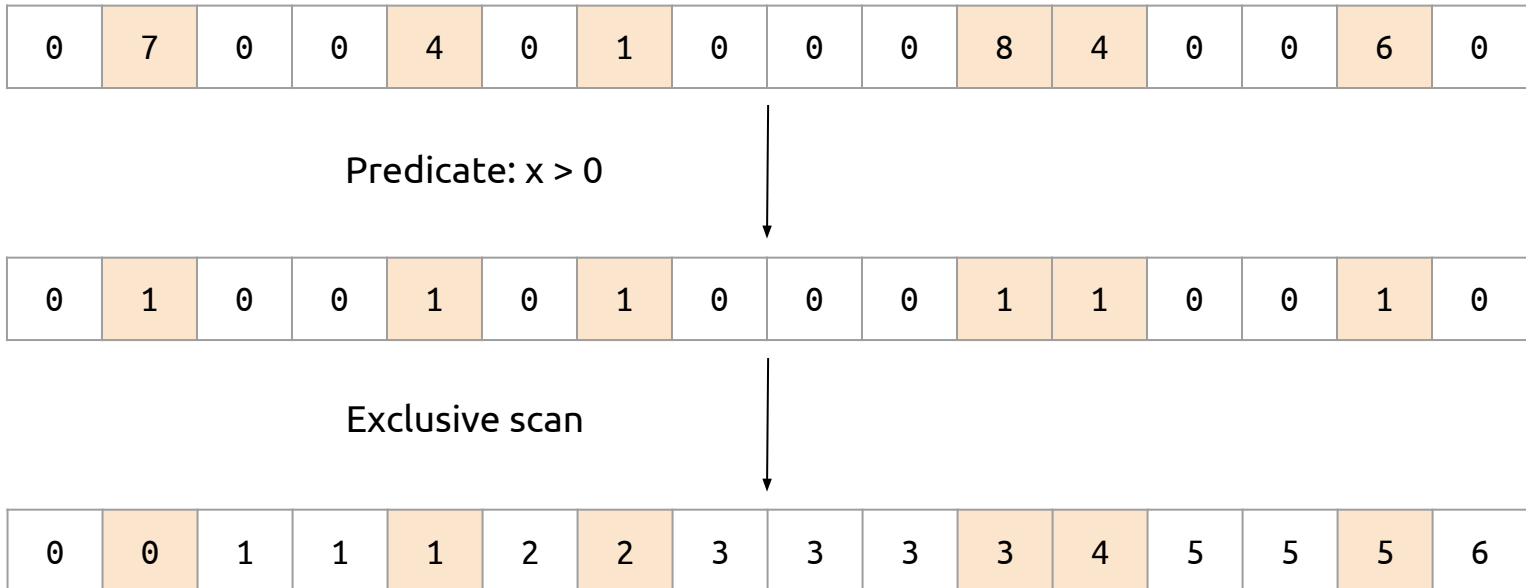 0 7 0 0 4 0 1 0 0 0 8 4 0 0 6 0
Predicate: x > 0
0 1 0 0 1 0 1 0 0 0 1 1 0 0 1 0
Exclusive scan
0 0 1 1 1 2 2 3 3 3 3 4 5 5 5 6